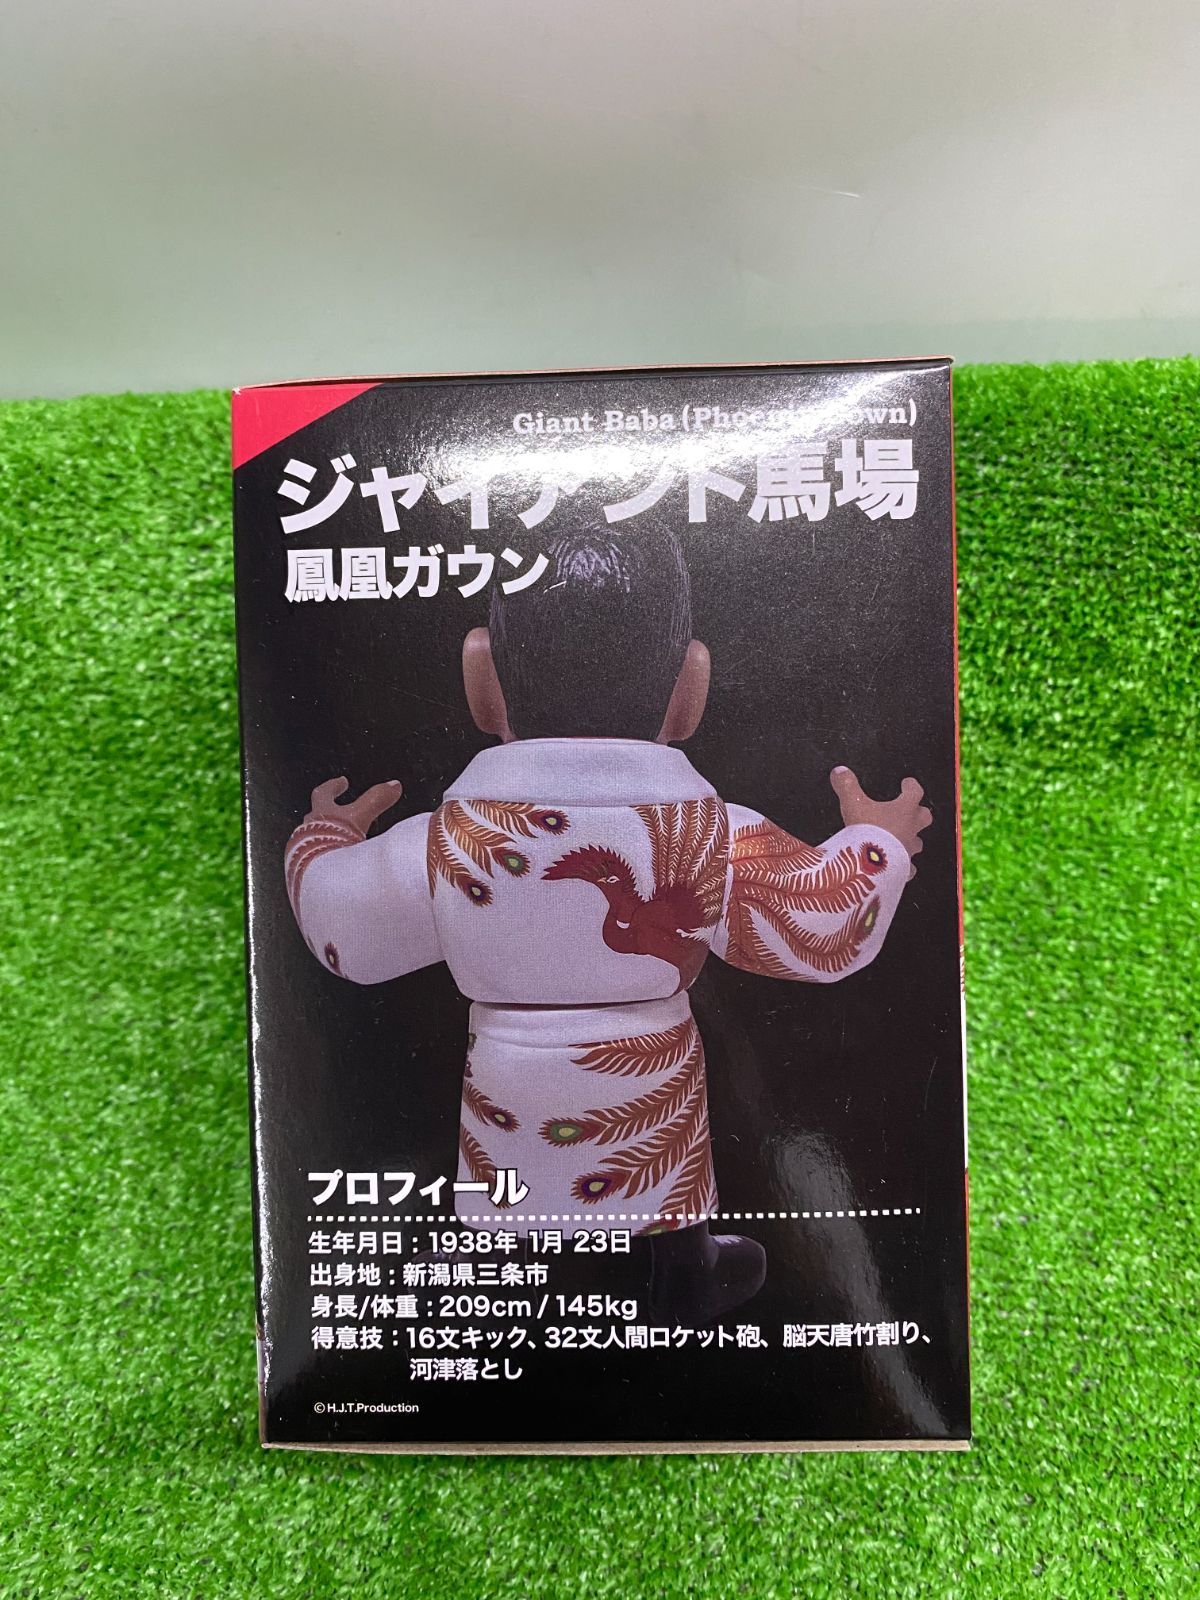 Giant Baba (Phoenix Gown)
ジャイアント馬場
鳳凰ガウン
プロフィール
生年月日 : 1938年 1月 23日
出身地 : 新潟県三条市
身長/体重 : 209cm / 145kg
得意技 : 16文キック、32文人間ロケット砲、脳天唐竹割り、
河津落とし
© H.J.T.Production